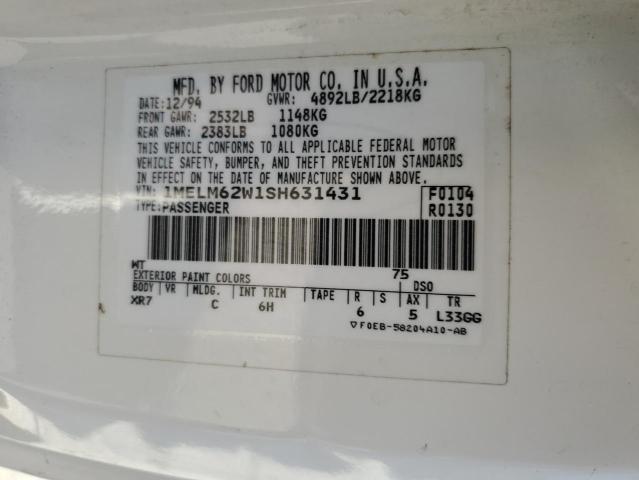 MFD. BY FORD MOTOR CO. IN U.S.A.
DATE: 12/94 GVWR: 4892LB/2218KG
FRONT GAWR: 2532LB 1148KG
REAR GAWR: 2383LB 1080KG
THIS VEHICLE CONFORMS TO ALL APPLICABLE FEDERAL MOTOR
VEHICLE SAFETY, BUMPER, AND THEFT PREVENTION STANDARDS
IN EFFECT ON THE DATE OF MANUFACTURE SHOWN ABOVE.
VIN: 1MELM62W1SH631431 F0104
TYPE: PASSENGER R0130
WT 75
EXTERIOR PAINT COLORS DSO
BODY VR MLDG. INT TRIM TAPE R S AX TR
XR7 C 6H 6 5 L33GG
▽F0EB-58204A10-AB